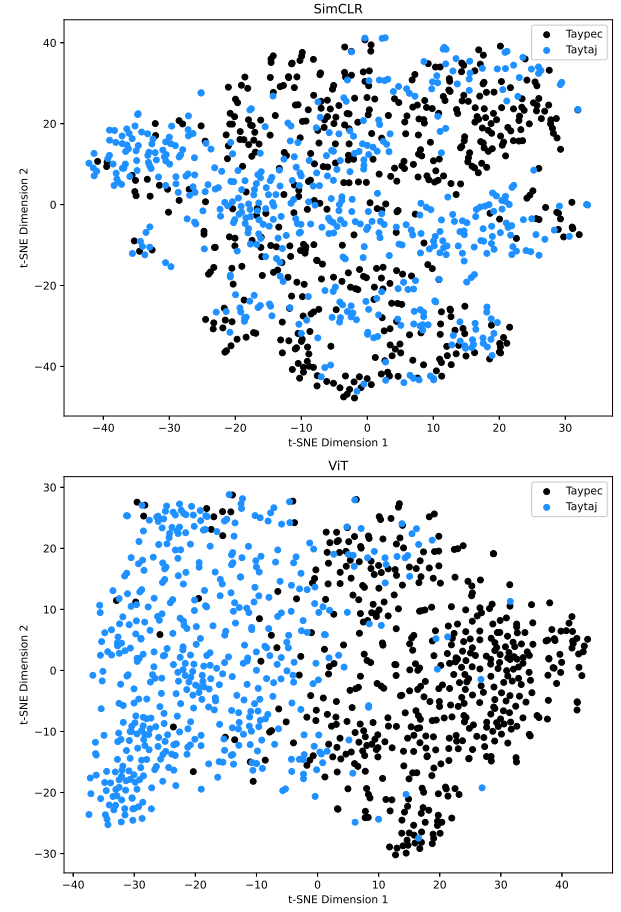 SimCLR
Taypec
Taytaj
40
20
0
−20
−40
t-SNE Dimension 2
−40 −30 −20 −10 0 10 20 30
t-SNE Dimension 1
ViT
Taypec
Taytaj
30
20
10
0
−10
−20
−30
t-SNE Dimension 2
−40 −30 −20 −10 0 10 20 30 40
t-SNE Dimension 1